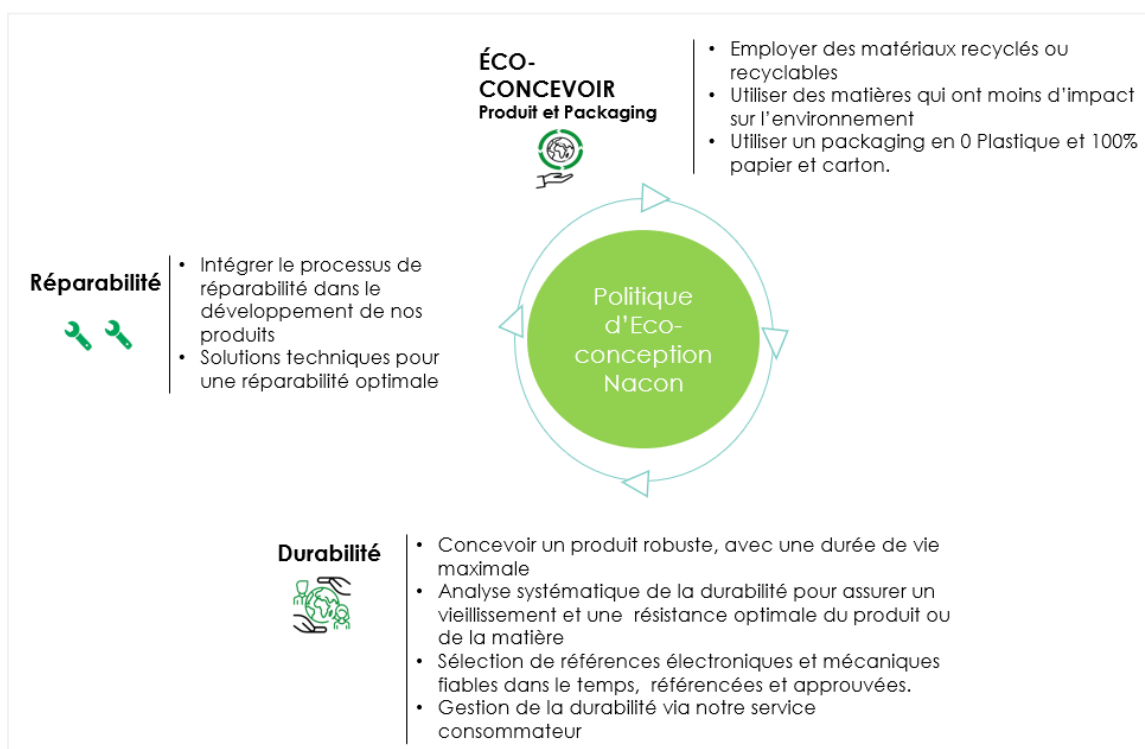 ÉCO-
CONCEVOIR
Produit et Packaging
• Employer des matériaux recyclés ou
recyclables
• Utiliser des matières qui ont moins d'impact
sur l'environnement
• Utiliser un packaging en 0 Plastique et 100%
papier et carton.
Réparabilité
• Intégrer le processus de
réparabilité dans le
développement de nos
produits
• Solutions techniques pour
une réparabilité optimale
Politique
d'Eco-
conception
Nacon
Durabilité
• Concevoir un produit robuste, avec une durée de vie
maximale
• Analyse systématique de la durabilité pour assurer un
vieillissement et une résistance optimale du produit ou
de la matière
• Sélection de références électroniques et mécaniques
fiables dans le temps, référencées et approuvées.
• Gestion de la durabilité via notre service
consommateur